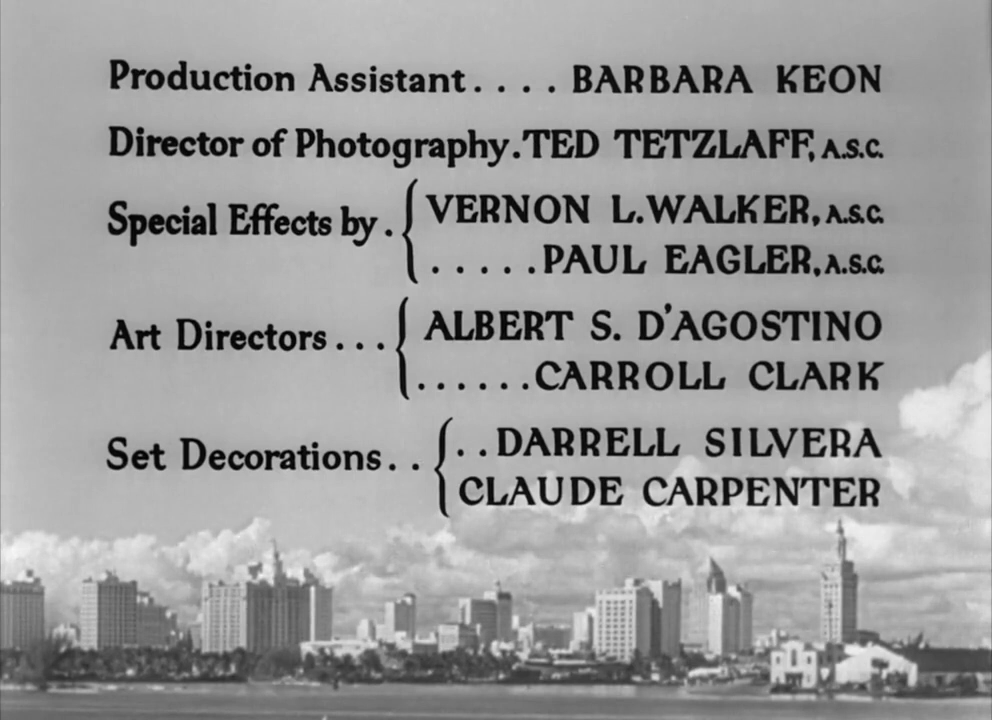 Production Assistant.... BARBARA KEON
Director of Photography.TED TETZLAFF, A.S.C.
Special Effects by. { VERNON L.WALKER, A.S.C.
.....PAUL EAGLER, A.S.C.
Art Directors... { ALBERT S. D'AGOSTINO
......CARROLL CLARK
Set Decorations.. { ..DARRELL SILVERA
CLAUDE CARPENTER